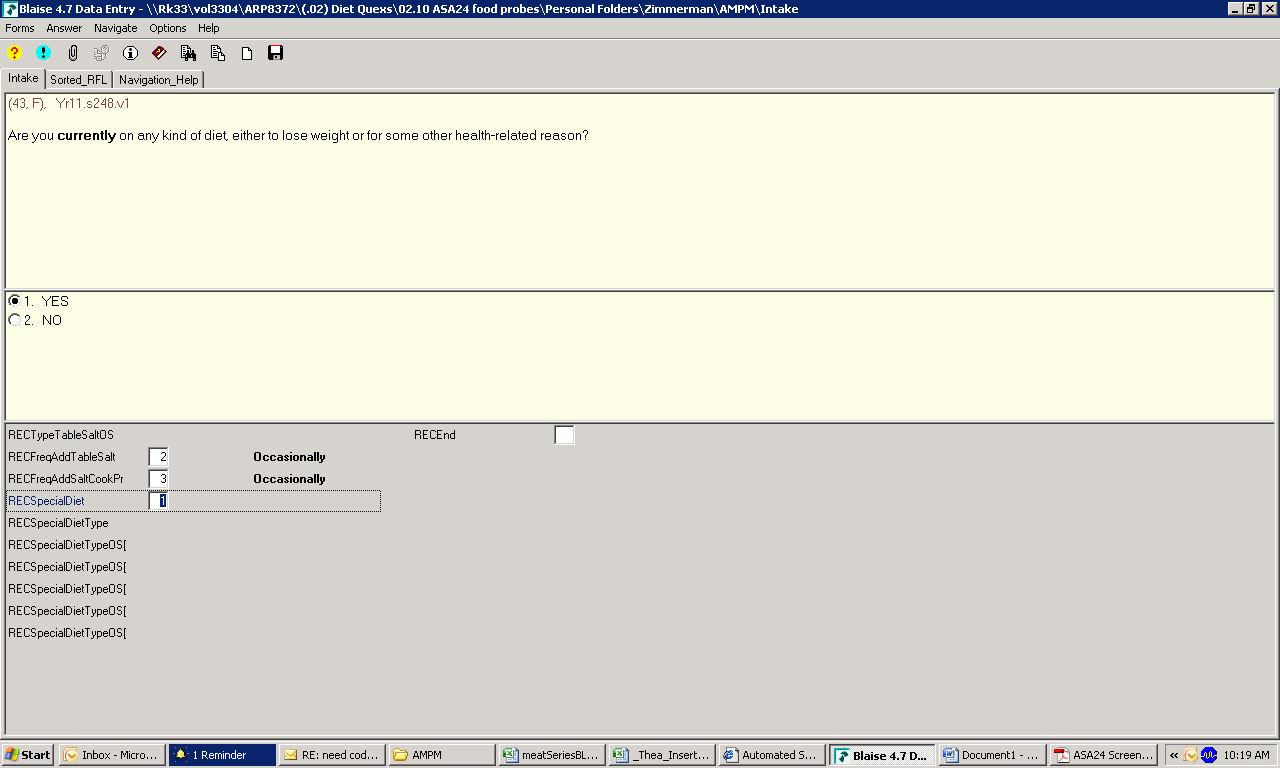 Blaise 4.7 Data Entry - \\Rk33\vol3304\ARP8372\(.02) Diet Quexs\02.10 ASA24 food probes\Personal Folders\Zimmerman\AMPM\Intake
Forms Answer Navigate Options Help
Intake Sorted_RFL Navigation_Help
(43, F), Yr11.s248.v1
Are you currently on any kind of diet, either to lose weight or for some other health-related reason?
1. YES
2. NO
RECTypeTableSaltOS RECEnd
RECFreqAddTableSalt 2 Occasionally
RECFreqAddSaltCookPr 3 Occasionally
RECSpecialDiet 1
RECSpecialDietType
RECSpecialDietTypeOS[
RECSpecialDietTypeOS[
RECSpecialDietTypeOS[
RECSpecialDietTypeOS[
RECSpecialDietTypeOS[
Start Inbox - Micro... 1 Reminder RE: need cod... AMPM meatSeriesBL... _Thea_Insert... Automated S... Blaise 4.7 D... Document1 - ... ASA24 Screen... « 10:19 AM